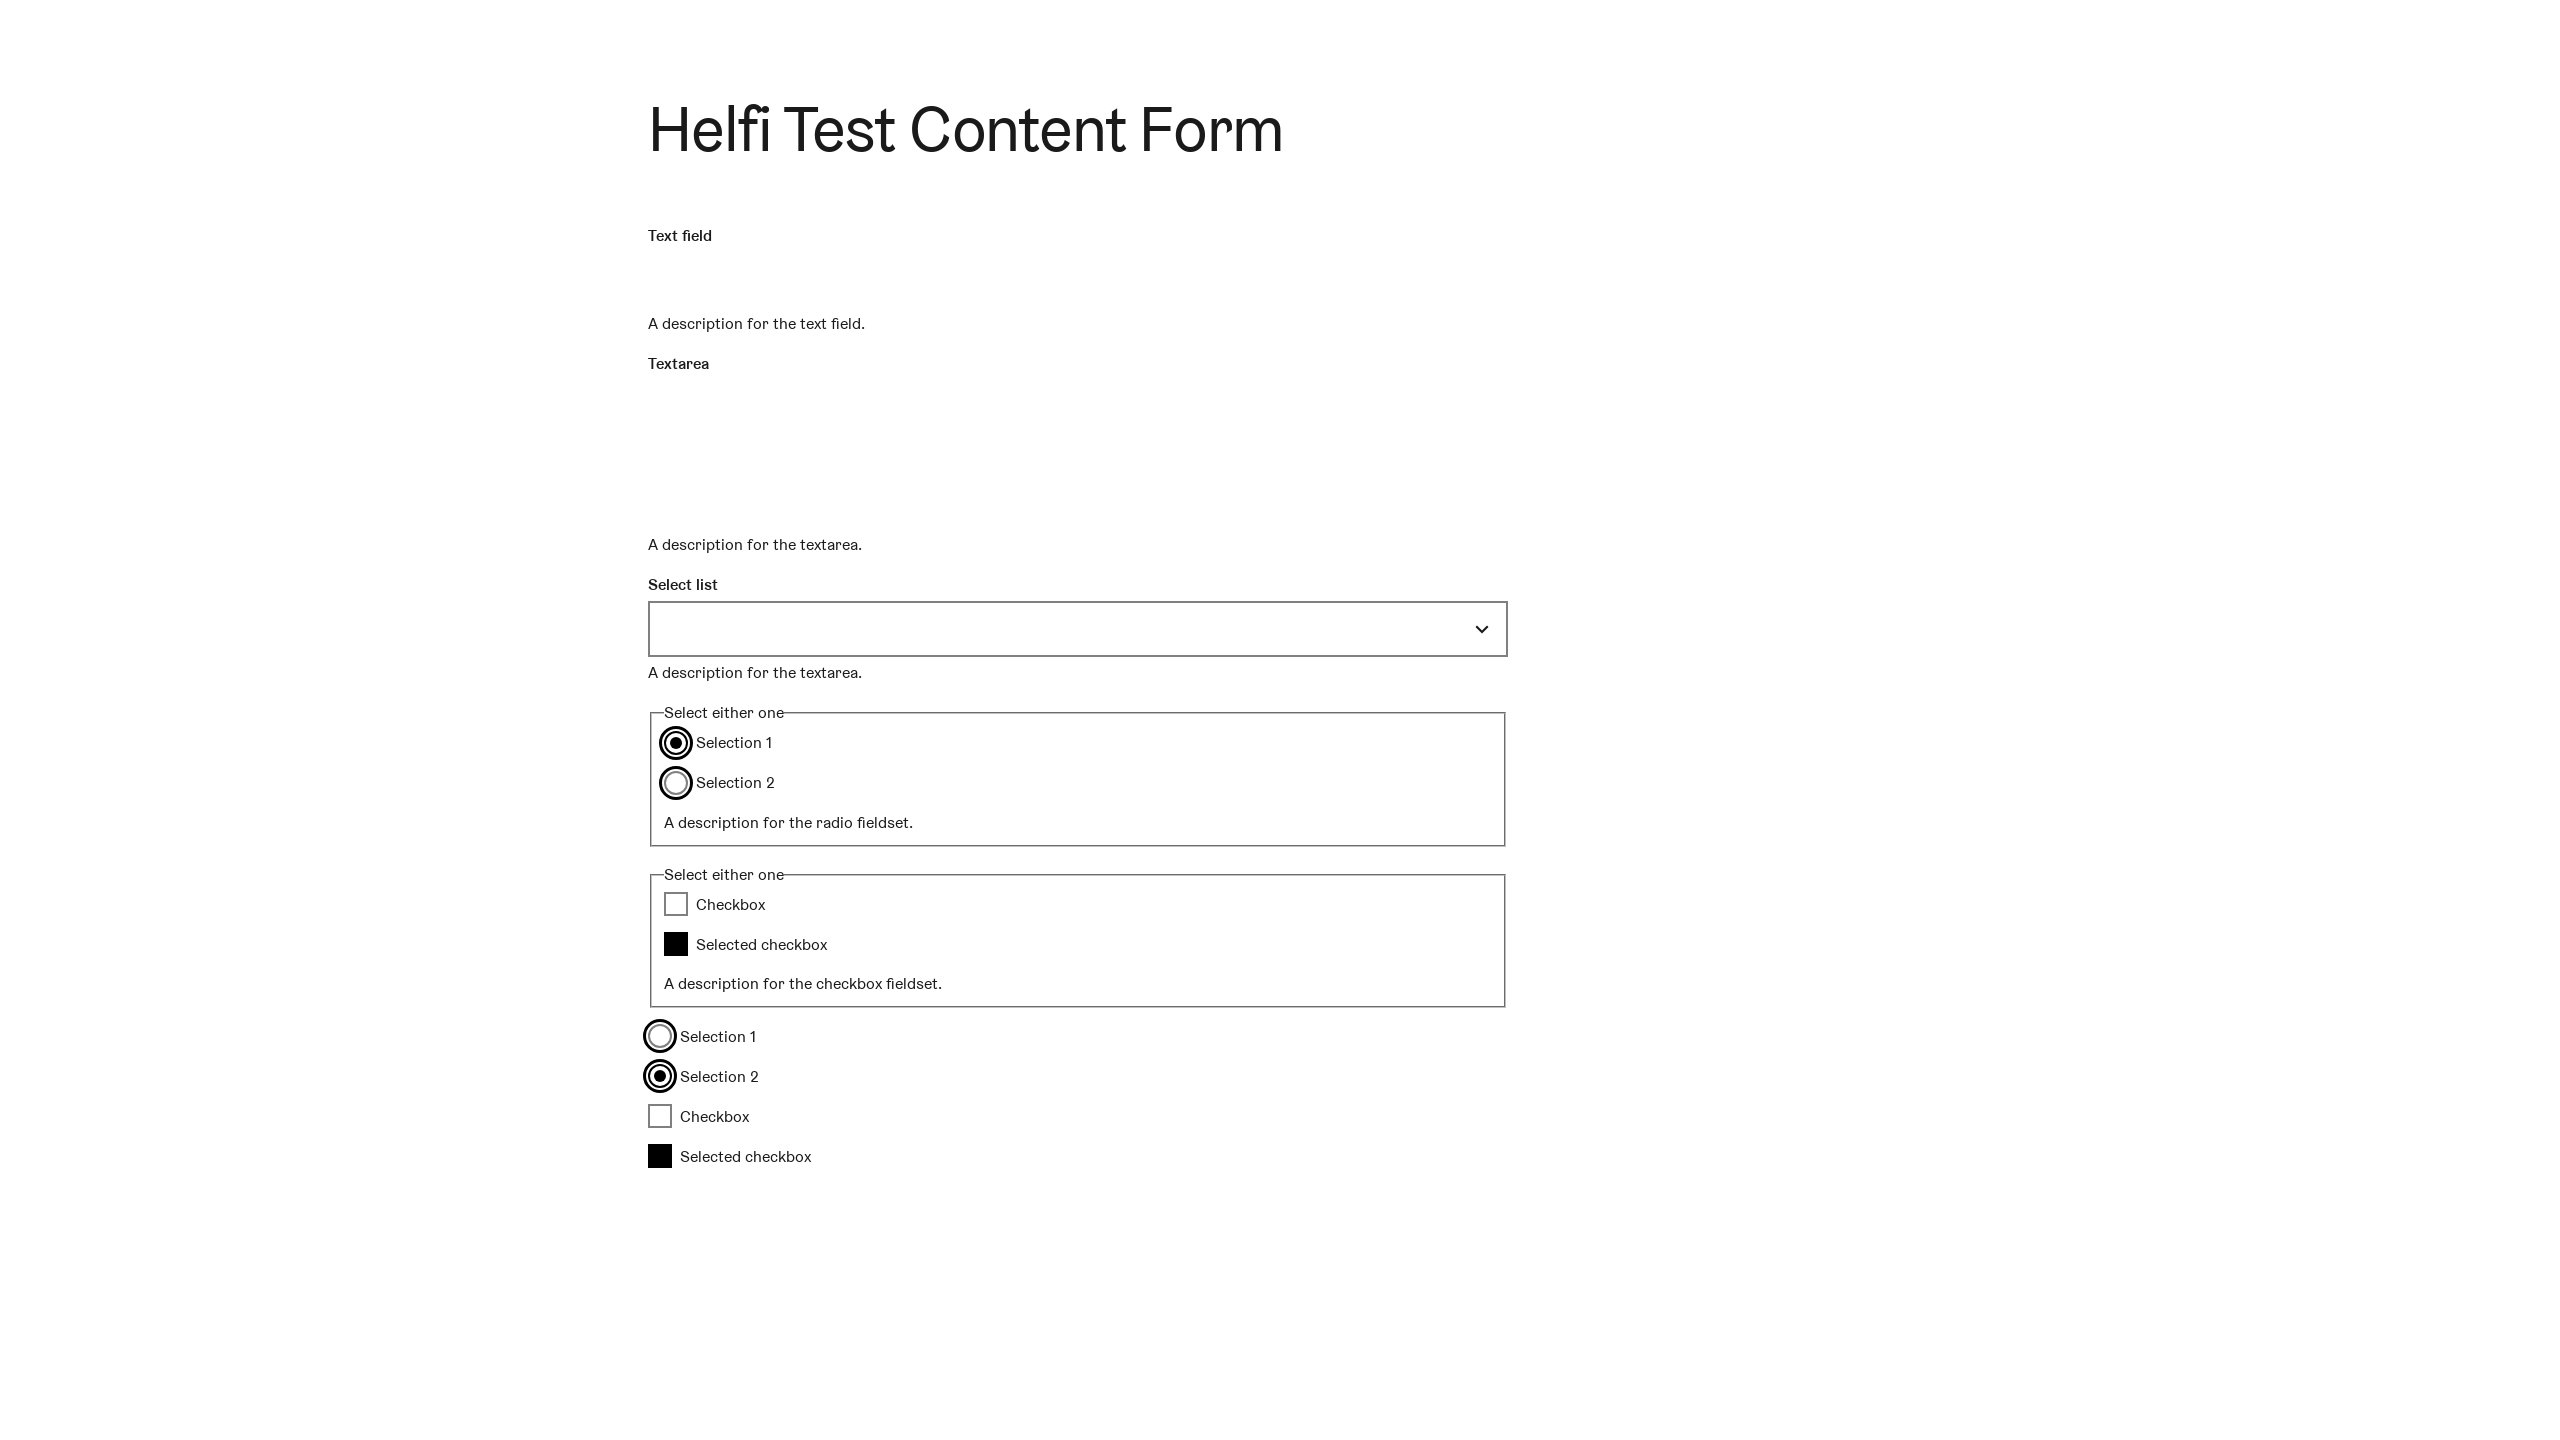 Helfi Test Content Form
Text field
A description for the text field.
Textarea
A description for the textarea.
Select list
A description for the textarea.
Select either one
Selection 1
Selection 2
A description for the radio fieldset.
Select either one
Checkbox
Selected checkbox
A description for the checkbox fieldset.
Selection 1
Selection 2
Checkbox
Selected checkbox